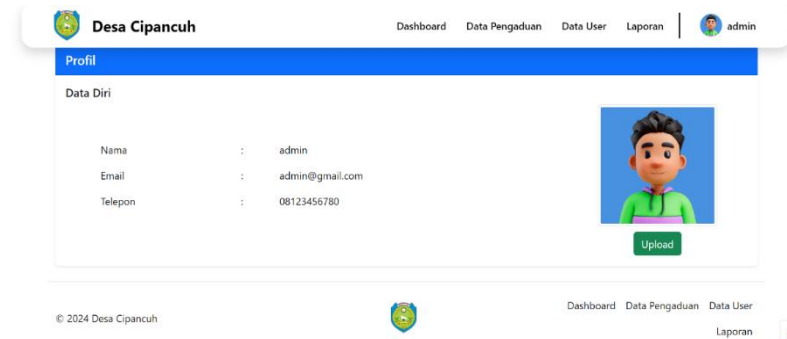 Desa Cipancuh Dashboard Data Pengaduan Data User Laporan admin
Profil
Data Diri
Nama : admin
Email : admin@gmail.com
Telepon : 08123456780
Upload
© 2024 Desa Cipancuh
Dashboard Data Pengaduan Data User
Laporan